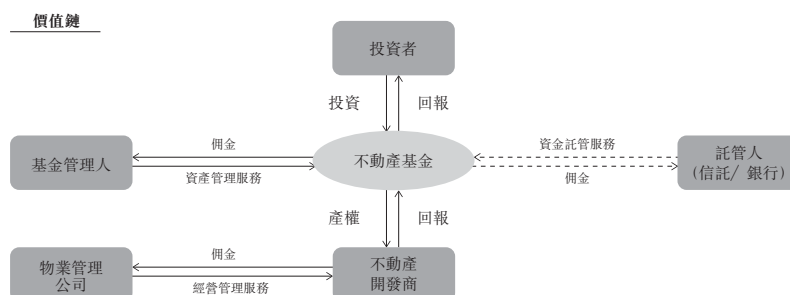 價值鏈
投資者
投資
回報
佣金
資金託管服務
基金管理人
不動產基金
託管人
(信託/ 銀行)
資產管理服務
佣金
產權
回報
佣金
物業管理
公司
不動產
開發商
經營管理服務